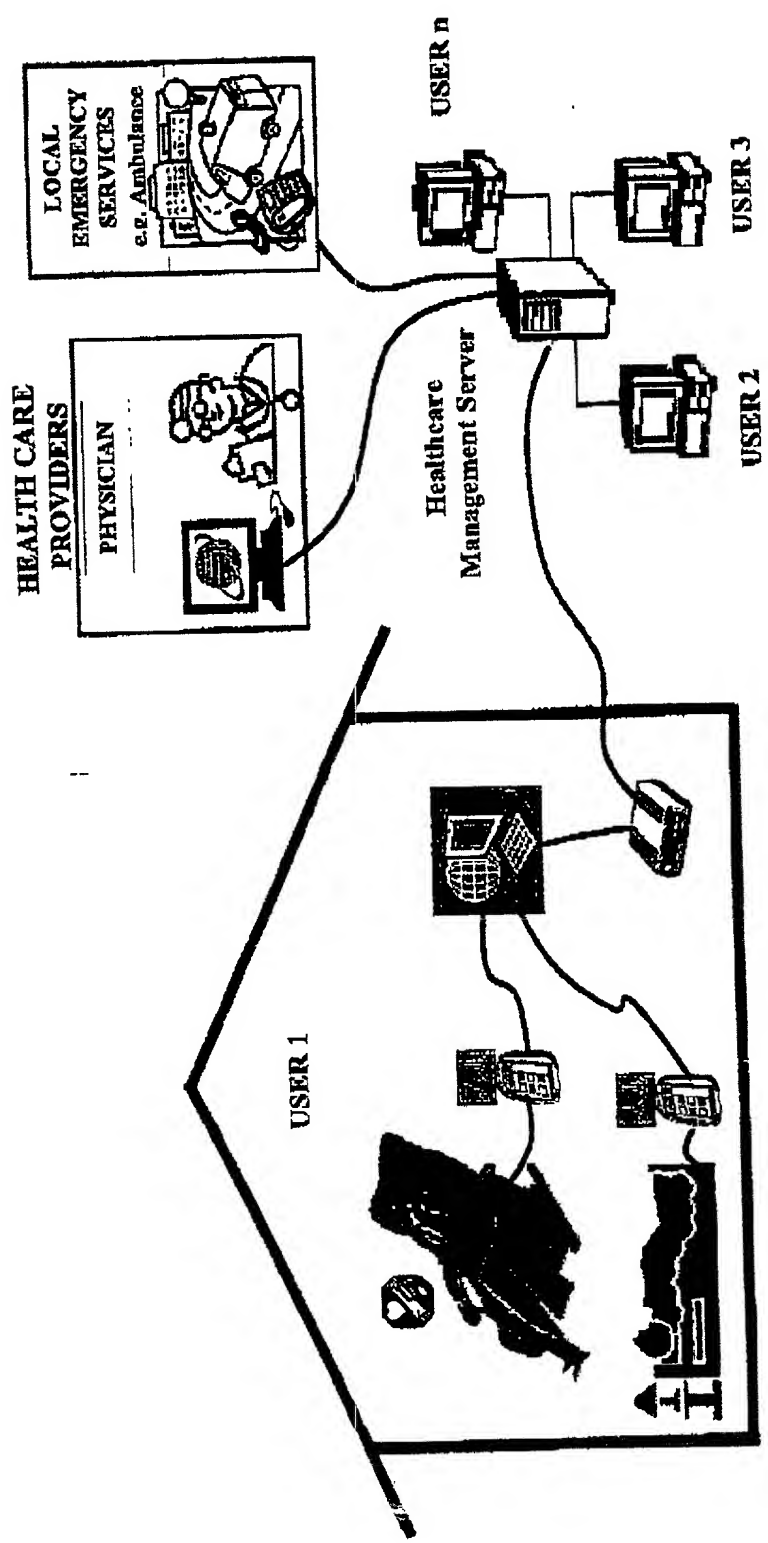 HEALTH CARE
PROVIDERS
PHYSICIAN
LOCAL
EMERGENCY
SERVICES
e.g. Ambulance
USER 1
Healthcare
Management Server
USER n
USER 2
USER 3